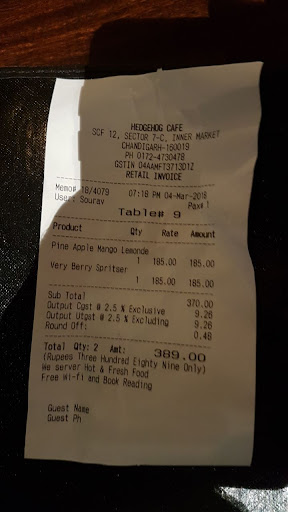 HEDGEHOG CAFE
SCF 12, SECTOR 7-C, INNER MARKET
CHANDIGARH-160019
PH 0172-4730478
GSTIN 04AAMFT3713D1Z
RETAIL INVOICE
Memo# 18/4079 07:18 PM 04-Mar-2018
User: Sourav Pax# 1
Table# 9
Product Qty Rate Amount
Pine Apple Mango Lemonde
1 185.00 185.00
Very Berry Spritser
1 185.00 185.00
Sub Total 370.00
Output Cgst @ 2.5 % Exclusive 9.26
Output Utgst @ 2.5 % Excluding 9.26
Round Off: 0.48
Total Qty: 2 Amt: 389.00
(Rupees Three Hundred Eighty Nine Only)
We server Hot & Fresh Food
Free Wi-fi and Book Reading
Guest Name
Guest Ph